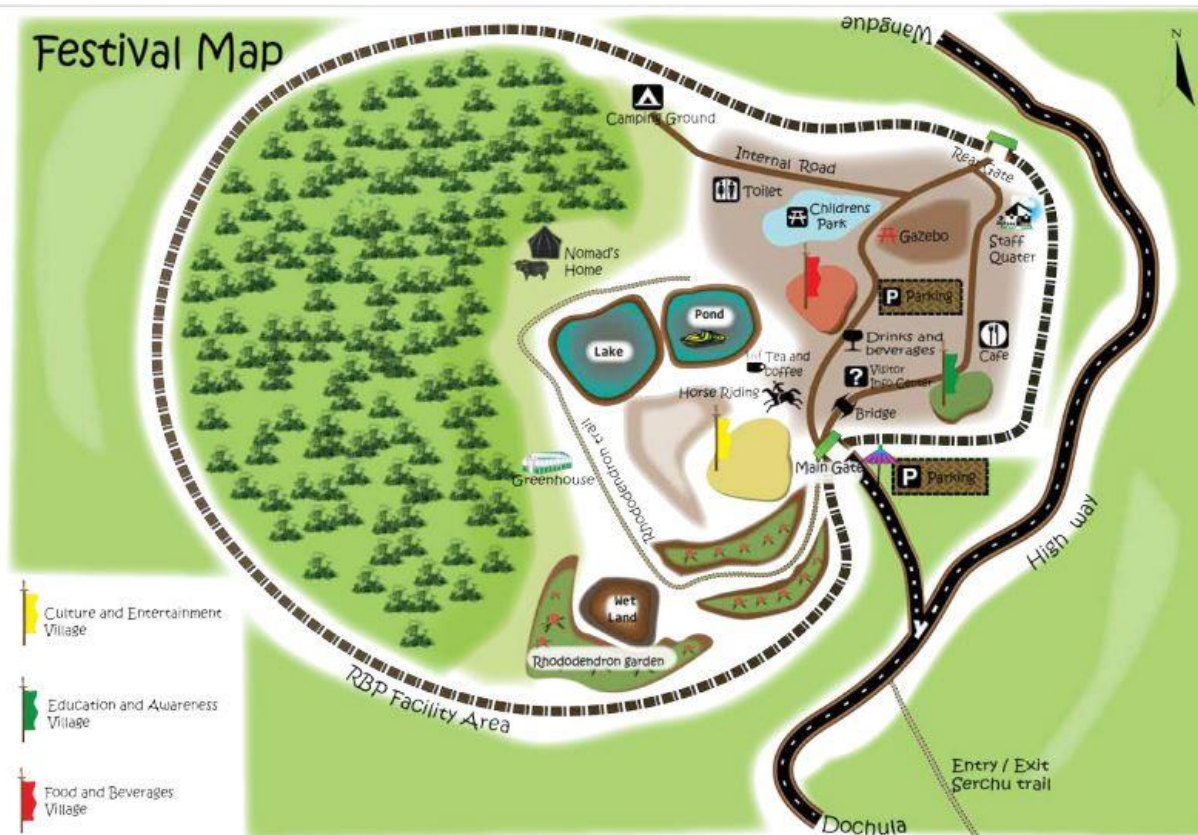 Festival Map
Wangdue
N
Camping Ground
Internal Road
Rear Gate
Toilet
Childrens
Park
Gazebo
Staff
Quater
Nomad's
Home
P Parking
Pond
Lake
Drinks and
beverages
Cafe
Tea and
coffee
?
Visitor
Info Center
Horse Riding
Bridge
Main Gate
P Parking
Greenhouse
Rhododendron trail
High way
Wet
Land
Rhododendron garden
RBP Facility Area
Culture and Entertainment
Village
Education and Awareness
Village
Food and Beverages
Village
Entry / Exit
Serchu trail
Dochula